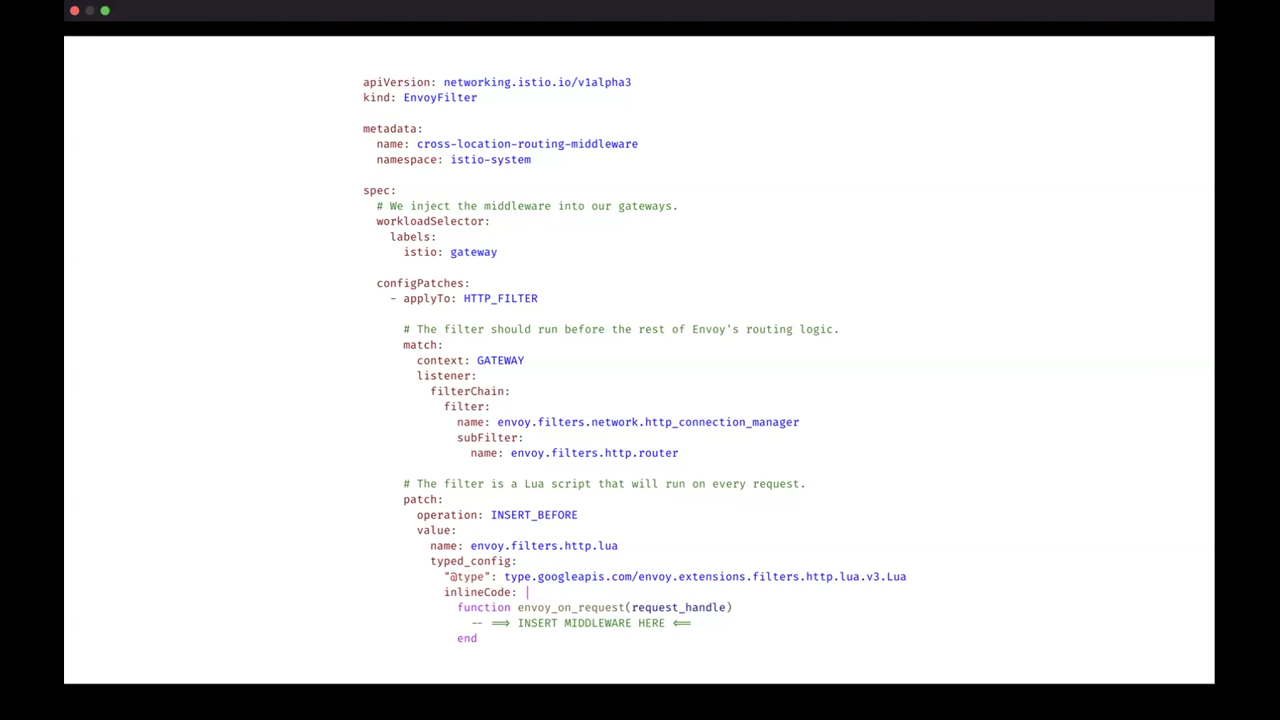 apiVersion: networking.istio.io/v1alpha3
kind: EnvoyFilter

metadata:
  name: cross-location-routing-middleware
  namespace: istio-system

spec:
  # We inject the middleware into our gateways.
  workloadSelector:
    labels:
      istio: gateway

  configPatches:
    - applyTo: HTTP_FILTER

      # The filter should run before the rest of Envoy's routing logic.
      match:
        context: GATEWAY
        listener:
          filterChain:
            filter:
              name: envoy.filters.network.http_connection_manager
              subFilter:
                name: envoy.filters.http.router

      # The filter is a Lua script that will run on every request.
      patch:
        operation: INSERT_BEFORE
        value:
          name: envoy.filters.http.lua
          typed_config:
            "@type": type.googleapis.com/envoy.extensions.filters.http.lua.v3.Lua
            inlineCode: |
              function envoy_on_request(request_handle)
                -- ==> INSERT MIDDLEWARE HERE <==
              end